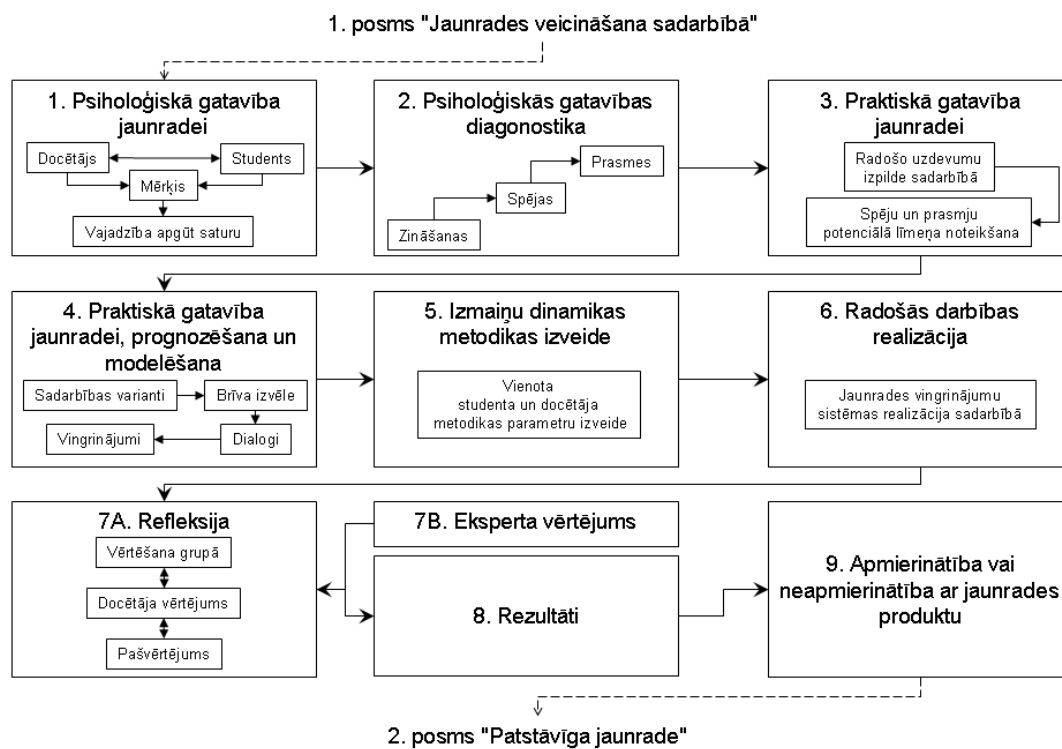 1. posms "Jaunrades veicināšana sadarbībā"
1. Psiholoģiskā gatavība
jaunradei
Docētājs
Students
Mērķis
Vajadzība apgūt saturu
2. Psiholoģiskās gatavības
diagonostika
Prasmes
Spējas
Zināšanas
3. Praktiskā gatavība
jaunradei
Radošo uzdevumu
izpilde sadarbībā
Spēju un prasmju
potenciālā līmeņa noteikšana
4. Praktiskā gatavība
jaunradei, prognozēšana un
modelēšana
Sadarbības varianti
Brīva izvēle
Vingrinājumi
Dialogi
5. Izmaiņu dinamikas
metodikas izveide
Vienota
studenta un docētāja
metodikas parametru izveide
6. Radošās darbības
realizācija
Jaunrades vingrinājumu
sistēmas realizācija sadarbībā
7A. Refleksija
Vērtēšana grupā
Docētāja vērtējums
Pašvērtējums
7B. Eksperta vērtējums
8. Rezultāti
9. Apmierinātība vai
neapmierinātība ar jaunrades
produktu
2. posms "Patstāvīga jaunrade"